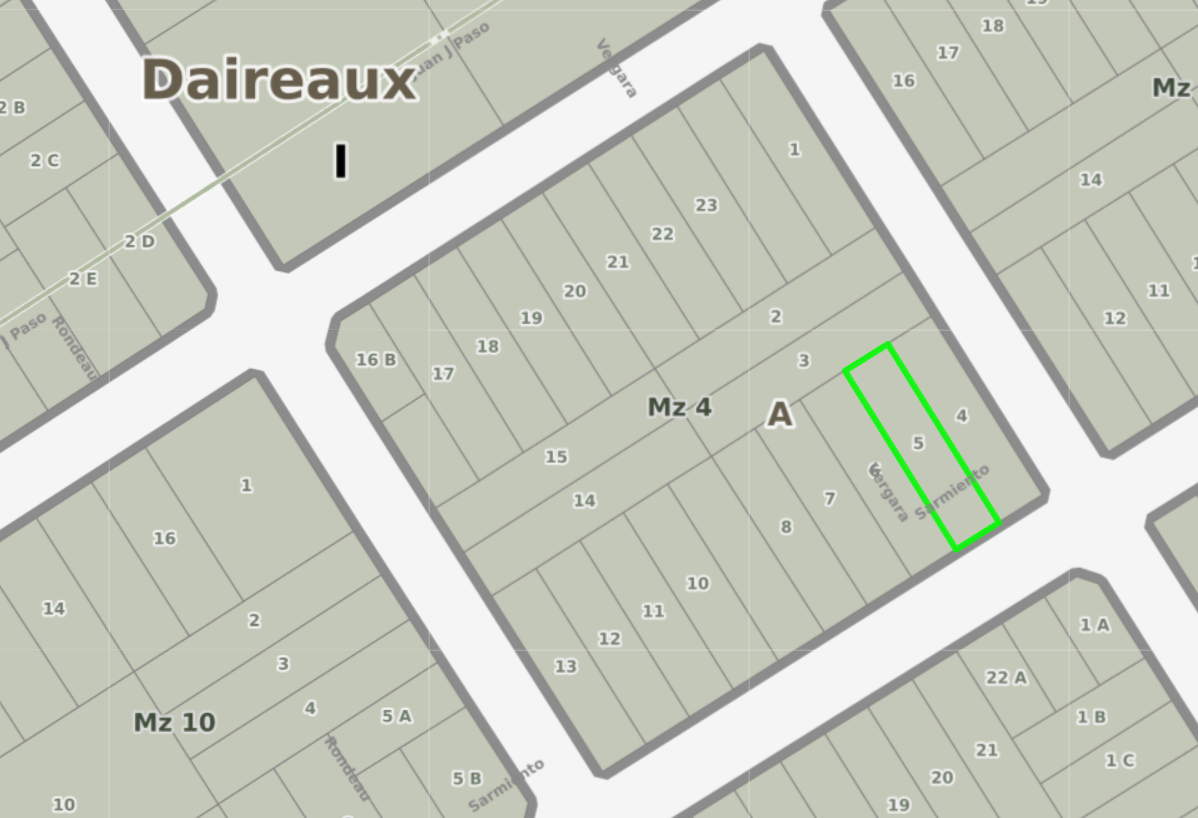 19
18
Juan J Paso
Vergara
17
Daireaux
16
Mz
2 B
1
2 C
I
14
23
22
2 D
21
2 E
20
11
2
12
19
J Paso
Rondeau
18
16 B
3
17
Mz 4
A
4
5
15
6
1
Vergara
Sarmiento
7
14
8
16
10
14
11
2
1 A
12
3
13
22 A
4
5 A
1 B
Mz 10
21
1 C
Rondeau
5 B
20
Sarmiento
10
19